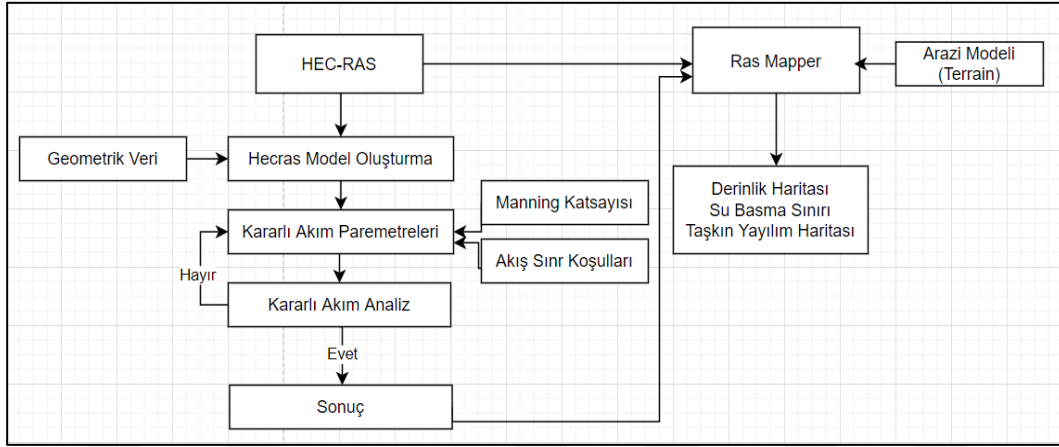 HEC-RAS
Ras Mapper
Arazi Modeli
(Terrain)
Geometrik Veri
Hecras Model Oluşturma
Derinlik Haritası
Su Basma Sınırı
Taşkın Yayılım Haritası
Manning Katsayısı
Kararlı Akım Paremetreleri
Akış Sınr Koşulları
Hayır
Kararlı Akım Analiz
Evet
Sonuç